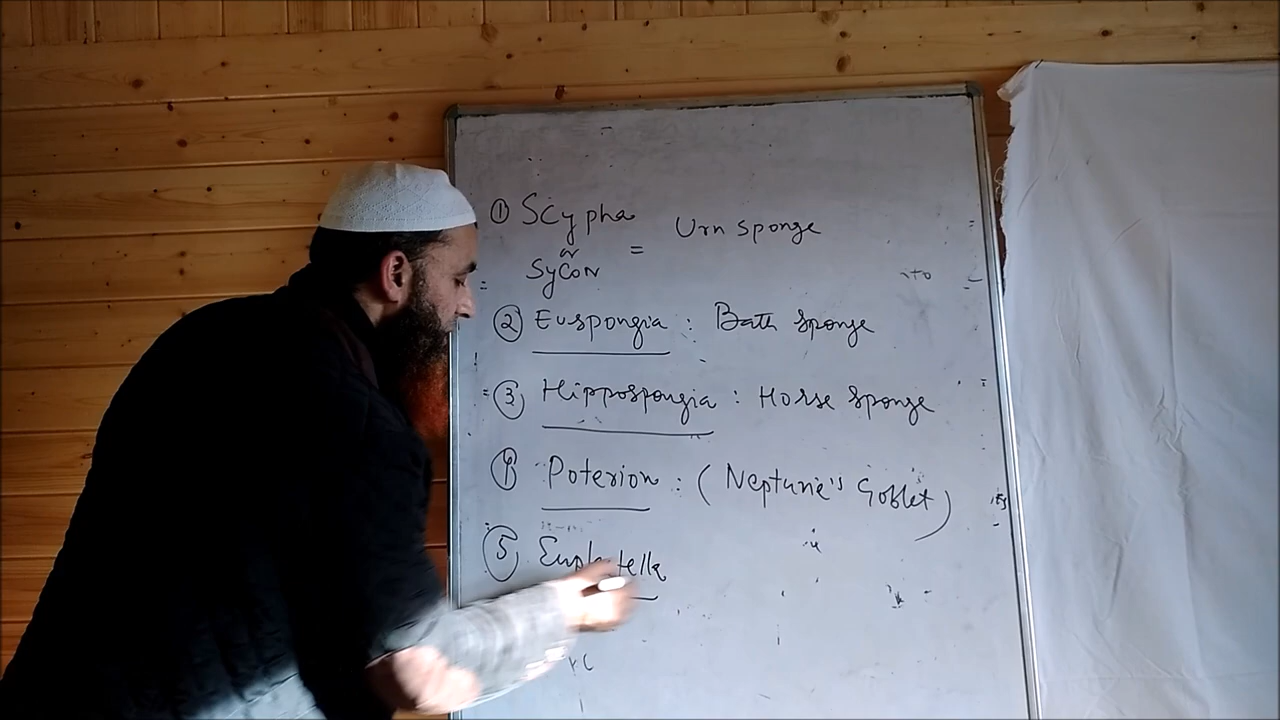 ① Scypha = Urn sponge
or
SyCON
② Euspongia : Bath sponge
③ Hippospongia : Horse sponge
④ Poterion : ( Neptune's Goblet )
⑤